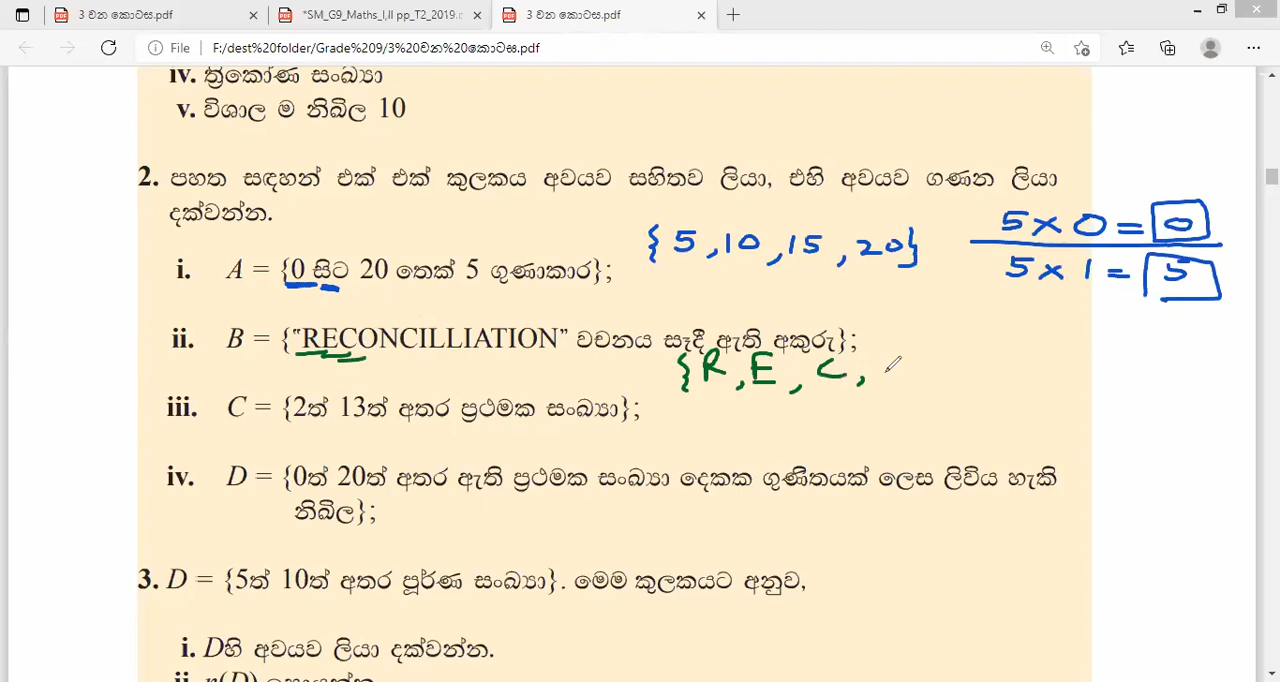 3 වන කොටස.pdf
*SM_G9_Maths_I,II pp_T2_2019.c
3 වන කොටස.pdf
File F:/dest%20folder/Grade%209/3%20වන%20කොටස.pdf
iv. ත්‍රිකෝණ සංඛ්‍යා
v. විශාල ම නිඛිල 10
2. පහත සඳහන් එක් එක් කුලකය අවයව සහිතව ලියා, එහි අවයව ගණන ලියා
දක්වන්න.
{5, 10, 15, 20}
5 × 0 = 0
5 × 1 = 5
i. A = {0 සිට 20 තෙක් 5 ගුණාකාර};
ii. B = {"RECONCILLIATION" වචනය සෑදී ඇති අකුරු};
{R, E, C,
iii. C = {2ත් 13ත් අතර ප්‍රථමක සංඛ්‍යා};
iv. D = {0ත් 20ත් අතර ඇති ප්‍රථමක සංඛ්‍යා දෙකක ගුණිතයක් ලෙස ලිවිය හැකි
නිඛිල};
3. D = {5ත් 10ත් අතර පූර්ණ සංඛ්‍යා}. මෙම කුලකයට අනුව,
i. Dහි අවයව ලියා දක්වන්න.
ii. n(D) සොයන්න.